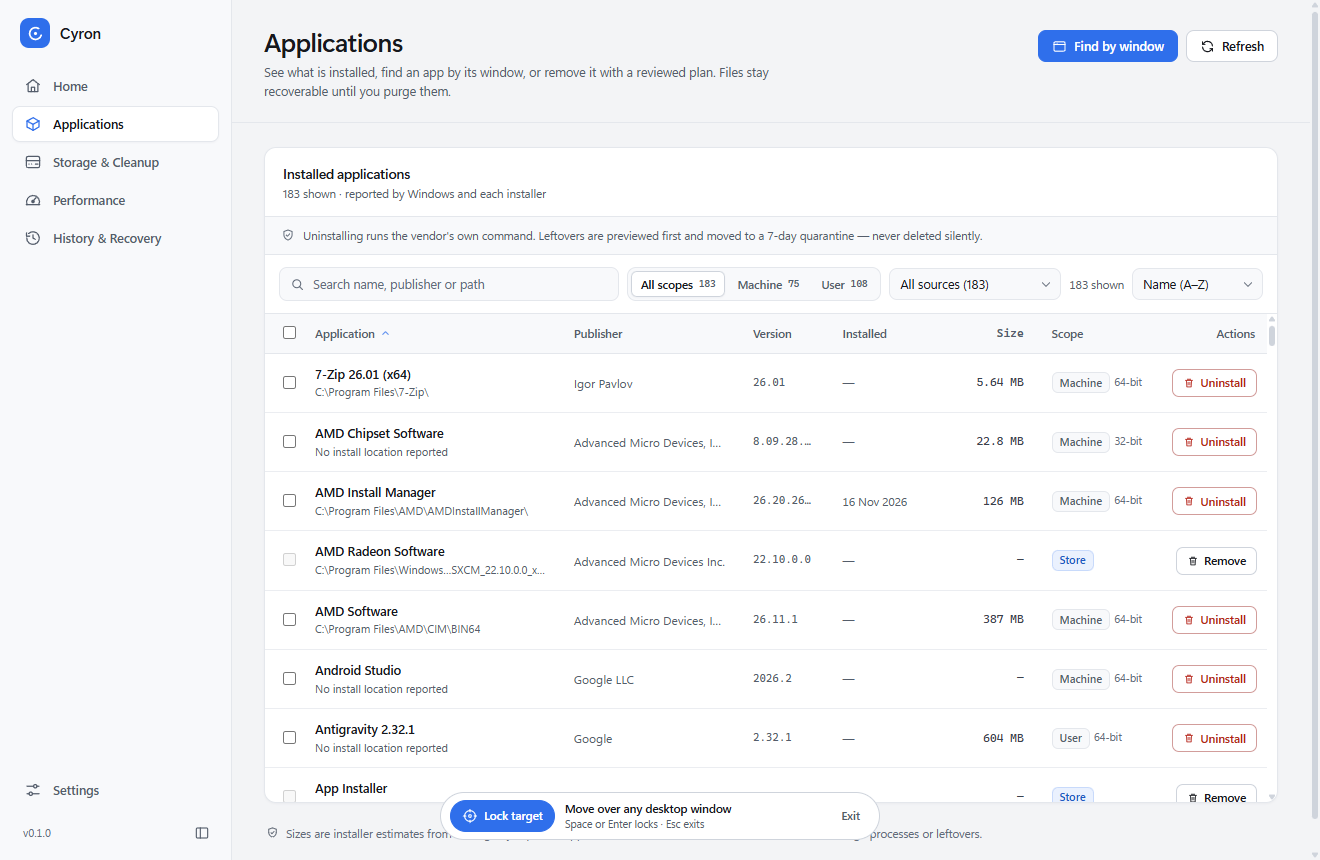 Cyron
Home
Applications
Storage & Cleanup
Performance
History & Recovery
Settings
v0.1.0
Applications
See what is installed, find an app by its window, or remove it with a reviewed plan. Files stay
recoverable until you purge them.
Find by window
Refresh
Installed applications
183 shown · reported by Windows and each installer
Uninstalling runs the vendor's own command. Leftovers are previewed first and moved to a 7-day quarantine — never deleted silently.
Search name, publisher or path
All scopes 183 Machine 75 User 108
All sources (183)
183 shown
Name (A–Z)
Application Publisher Version Installed Size Scope Actions
7-Zip 26.01 (x64)
C:\Program Files\7-Zip\
Igor Pavlov 26.01 — 5.64 MB Machine 64-bit Uninstall
AMD Chipset Software
No install location reported
Advanced Micro Devices, I... 8.09.28.… — 22.8 MB Machine 32-bit Uninstall
AMD Install Manager
C:\Program Files\AMD\AMDInstallManager\
Advanced Micro Devices, I... 26.20.26… 16 Nov 2026 126 MB Machine 64-bit Uninstall
AMD Radeon Software
C:\Program Files\Windows...SXCM_22.10.0.0_x...
Advanced Micro Devices Inc. 22.10.0.0 — – Store Remove
AMD Software
C:\Program Files\AMD\CIM\BIN64
Advanced Micro Devices, I... 26.11.1 — 387 MB Machine 64-bit Uninstall
Android Studio
No install location reported
Google LLC 2026.2 — – Machine 64-bit Uninstall
Antigravity 2.32.1
No install location reported
Google 2.32.1 — 604 MB User 64-bit Uninstall
App Installer
– Store Remove
Lock target
Move over any desktop window
Space or Enter locks · Esc exits
Exit
Sizes are installer estimates from
processes or leftovers.